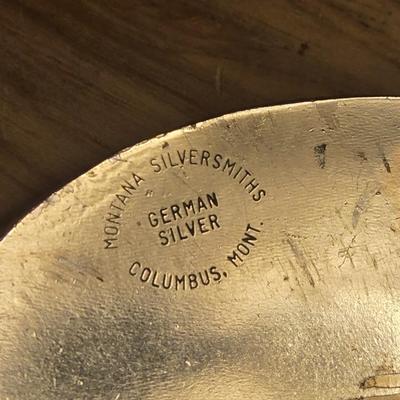 MONTANA SILVERSMITHS
GERMAN
SILVER
COLUMBUS, MONT.